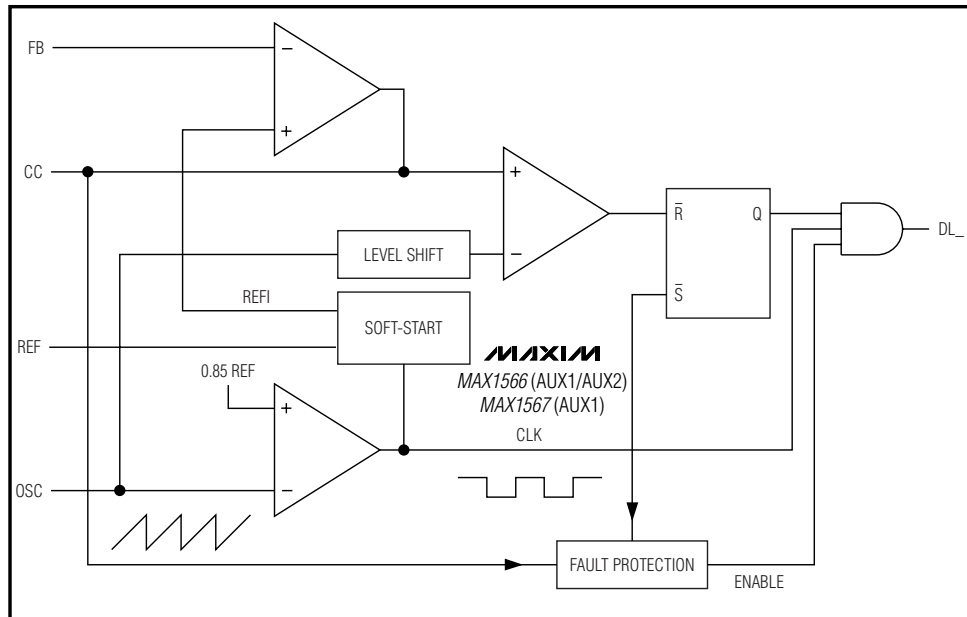 FB
−
+
CC
+
−
R̅
Q
S̅
DL_
LEVEL SHIFT
REFI
SOFT-START
REF
0.85 REF
MAXIM
MAX1566 (AUX1/AUX2)
MAX1567 (AUX1)
+
−
CLK
OSC
FAULT PROTECTION
ENABLE